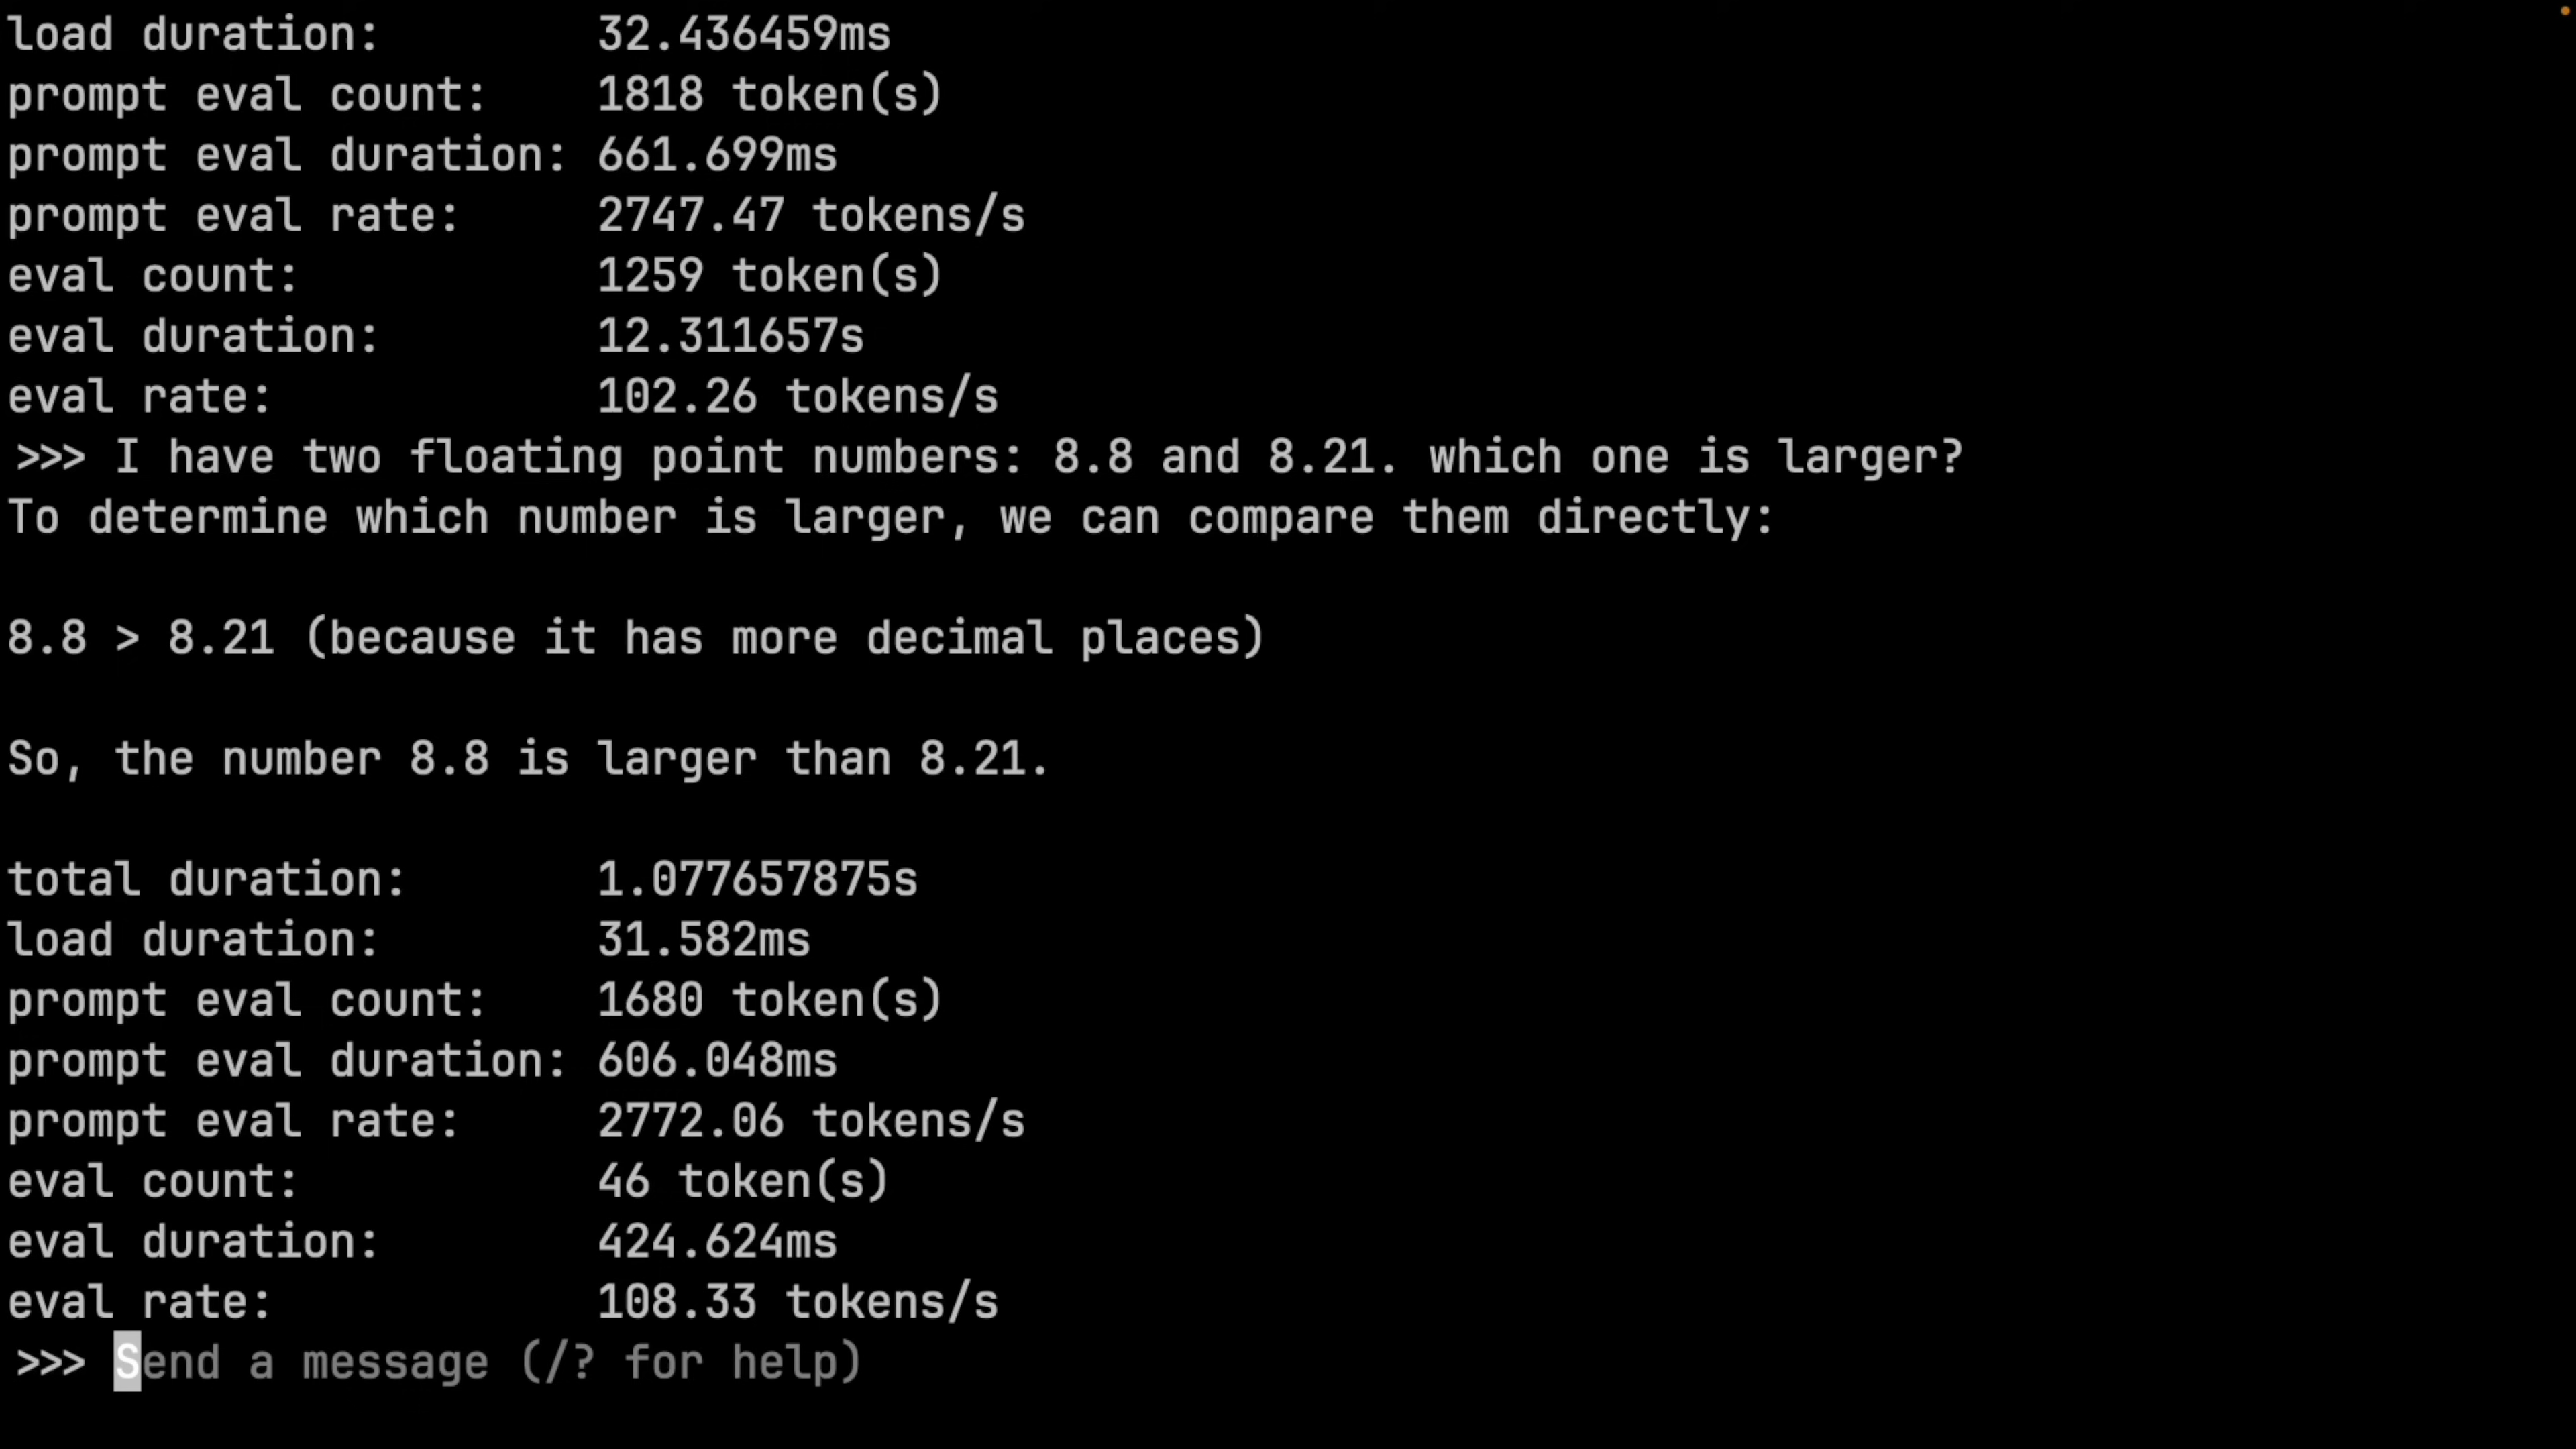 load duration: 32.436459ms
prompt eval count: 1818 token(s)
prompt eval duration: 661.699ms
prompt eval rate: 2747.47 tokens/s
eval count: 1259 token(s)
eval duration: 12.311657s
eval rate: 102.26 tokens/s
>>> I have two floating point numbers: 8.8 and 8.21. which one is larger?
To determine which number is larger, we can compare them directly:
8.8 > 8.21 (because it has more decimal places)
So, the number 8.8 is larger than 8.21.
total duration: 1.077657875s
load duration: 31.582ms
prompt eval count: 1680 token(s)
prompt eval duration: 606.048ms
prompt eval rate: 2772.06 tokens/s
eval count: 46 token(s)
eval duration: 424.624ms
eval rate: 108.33 tokens/s
>>> Send a message (/? for help)